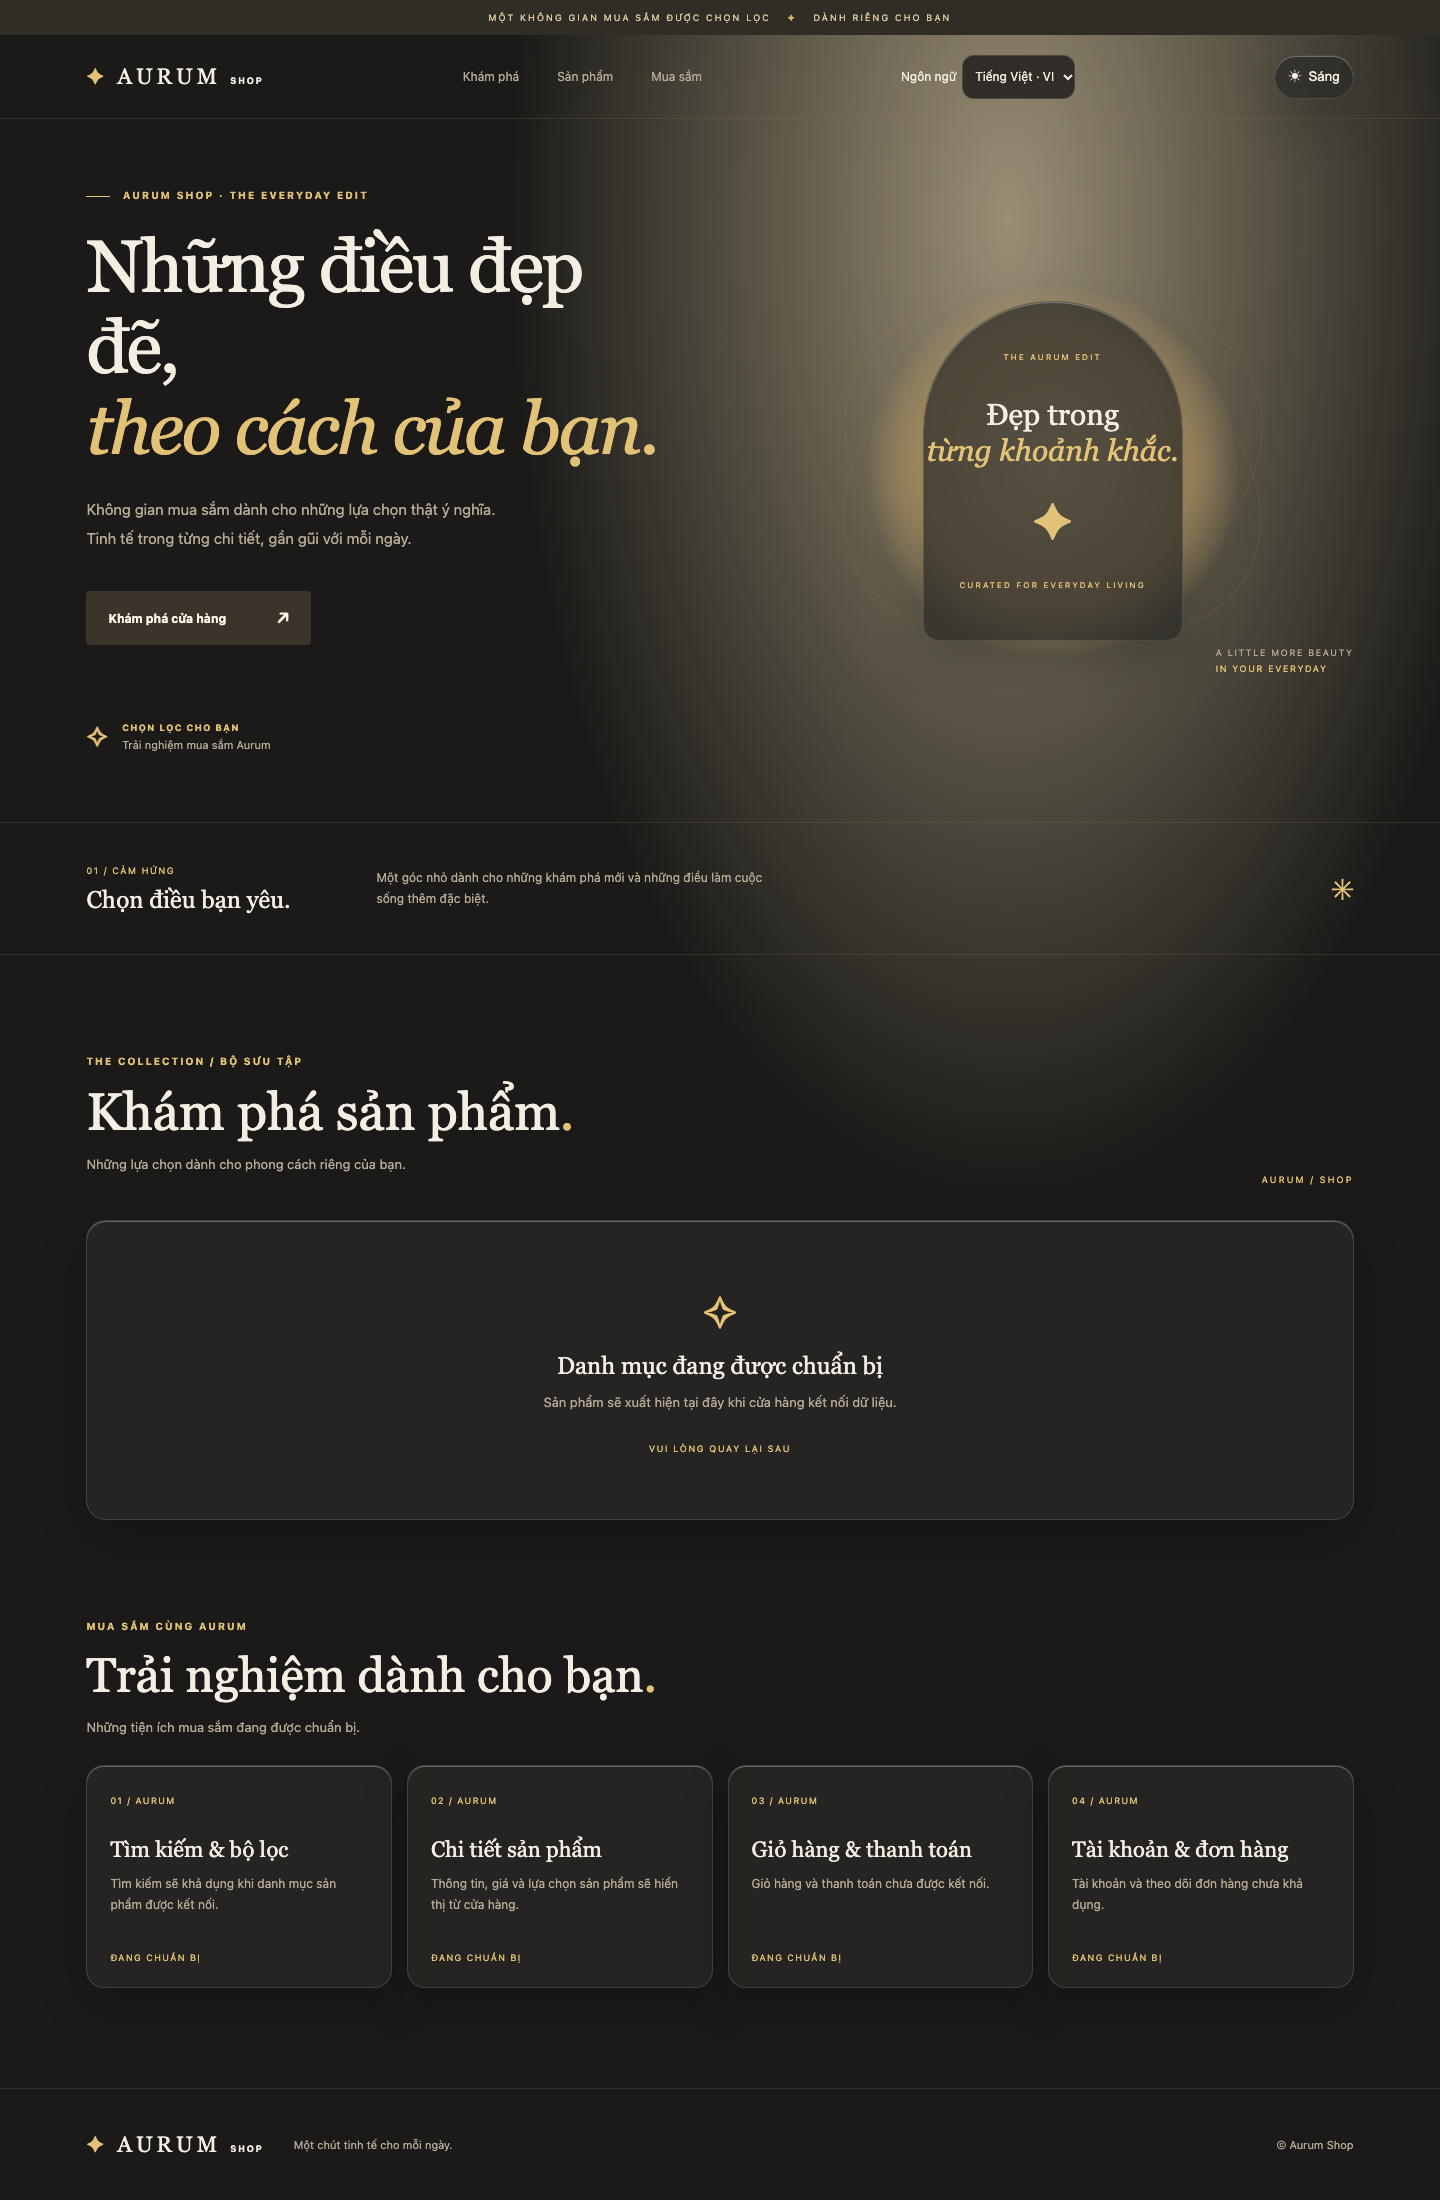 MỘT KHÔNG GIAN MUA SẮM ĐƯỢC CHỌN LỌC ✦ DÀNH RIÊNG CHO BẠN
✦ AURUM SHOP
Khám phá
Sản phẩm
Mua sắm
Ngôn ngữ
Tiếng Việt · VI
☀ Sáng
AURUM SHOP · THE EVERYDAY EDIT
Những điều đẹp
đẽ,
theo cách của bạn.
Không gian mua sắm dành cho những lựa chọn thật ý nghĩa.
Tinh tế trong từng chi tiết, gần gũi với mỗi ngày.
Khám phá cửa hàng ↗
CHỌN LỌC CHO BẠN
Trải nghiệm mua sắm Aurum
THE AURUM EDIT
Đẹp trong
từng khoảnh khắc.
CURATED FOR EVERYDAY LIVING
A LITTLE MORE BEAUTY
IN YOUR EVERYDAY
01 / CẢM HỨNG
Chọn điều bạn yêu.
Một góc nhỏ dành cho những khám phá mới và những điều làm cuộc
sống thêm đặc biệt.
THE COLLECTION / BỘ SƯU TẬP
Khám phá sản phẩm.
Những lựa chọn dành cho phong cách riêng của bạn.
AURUM / SHOP
Danh mục đang được chuẩn bị
Sản phẩm sẽ xuất hiện tại đây khi cửa hàng kết nối dữ liệu.
VUI LÒNG QUAY LẠI SAU
MUA SẮM CÙNG AURUM
Trải nghiệm dành cho bạn.
Những tiện ích mua sắm đang được chuẩn bị.
01 / AURUM
Tìm kiếm & bộ lọc
Tìm kiếm sẽ khả dụng khi danh mục sản
phẩm được kết nối.
ĐANG CHUẨN BỊ
02 / AURUM
Chi tiết sản phẩm
Thông tin, giá và lựa chọn sản phẩm sẽ hiển
thị từ cửa hàng.
ĐANG CHUẨN BỊ
03 / AURUM
Giỏ hàng & thanh toán
Giỏ hàng và thanh toán chưa được kết nối.
ĐANG CHUẨN BỊ
04 / AURUM
Tài khoản & đơn hàng
Tài khoản và theo dõi đơn hàng chưa khả
dụng.
ĐANG CHUẨN BỊ
✦ AURUM SHOP
Một chút tinh tế cho mỗi ngày.
© Aurum Shop